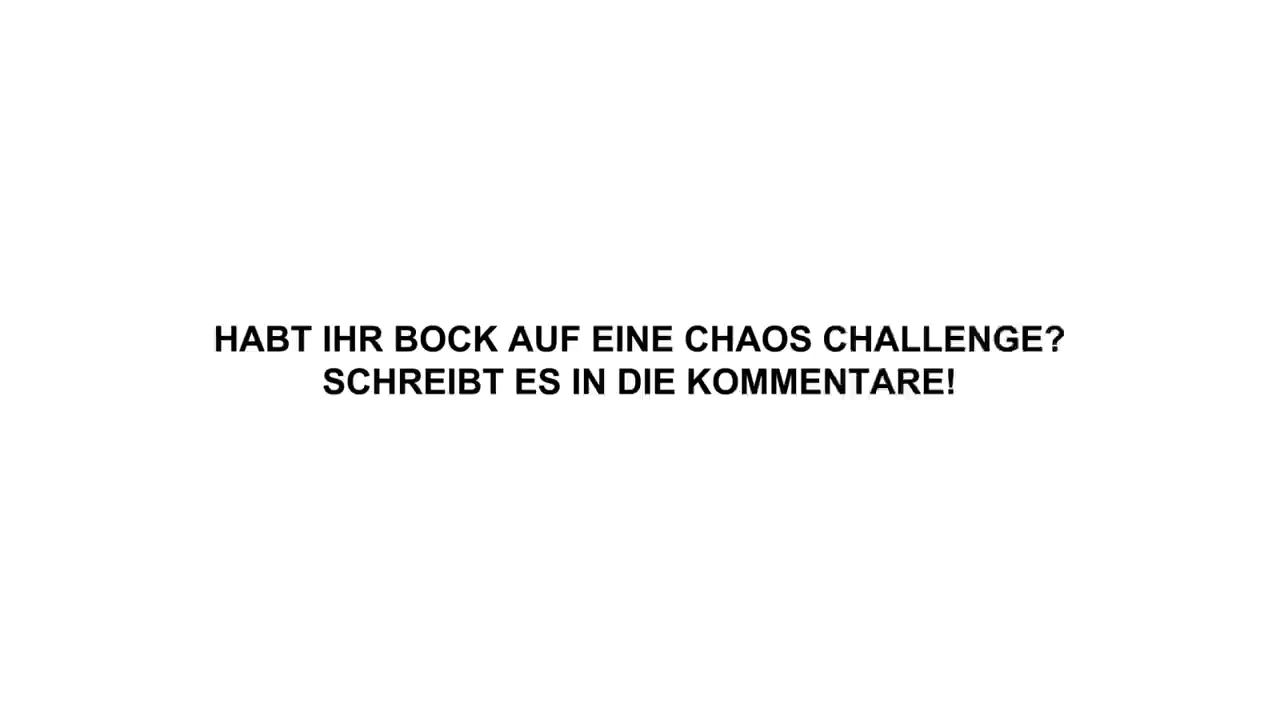 HABT IHR BOCK AUF EINE CHAOS CHALLENGE?
SCHREIBT ES IN DIE KOMMENTARE!